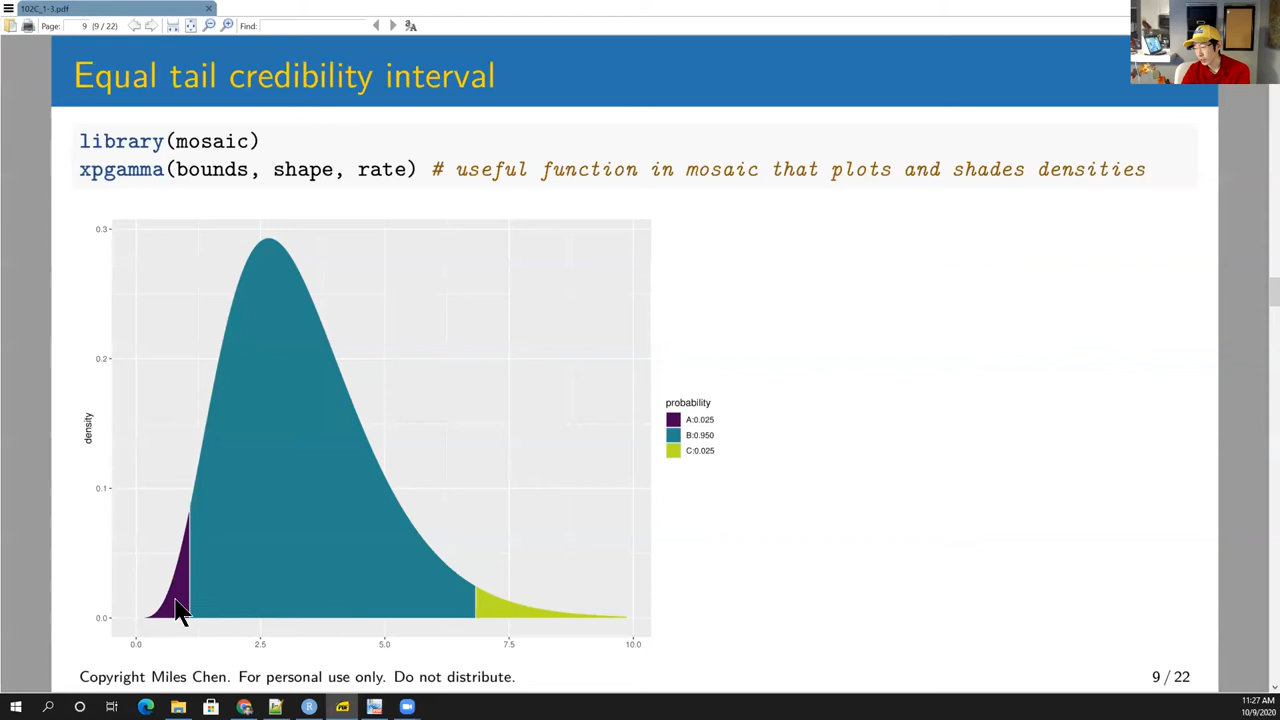 102C_1-3.pdf
×
Page: 9 (9 / 22) Find:
Equal tail credibility interval
library(mosaic)
xpgamma(bounds, shape, rate) # useful function in mosaic that plots and shades densities
0.3
0.2
0.1
0.0
density
0.0 2.5 5.0 7.5 10.0
probability
A:0.025
B:0.950
C:0.025
Copyright Miles Chen. For personal use only. Do not distribute.
9 / 22
11:27 AM
10/9/2020